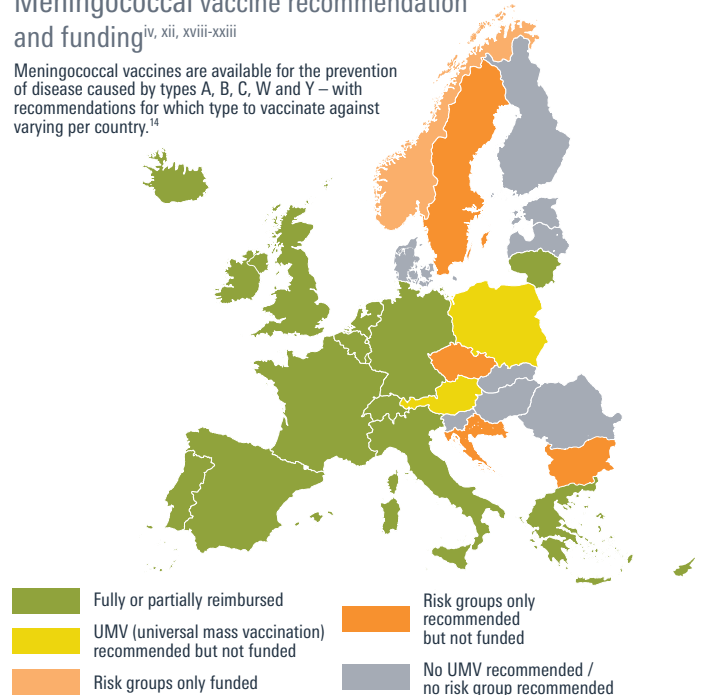 Meningococcal vaccine recommendation
and funding iv, xii, xviii-xxiii
Meningococcal vaccines are available for the prevention
of disease caused by types A, B, C, W and Y – with
recommendations for which type to vaccinate against
varying per country.14
Fully or partially reimbursed
UMV (universal mass vaccination)
recommended but not funded
Risk groups only funded
Risk groups only
recommended
but not funded
No UMV recommended /
no risk group recommended